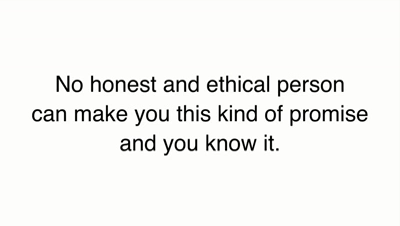 No honest and ethical person
can make you this kind of promise
and you know it.